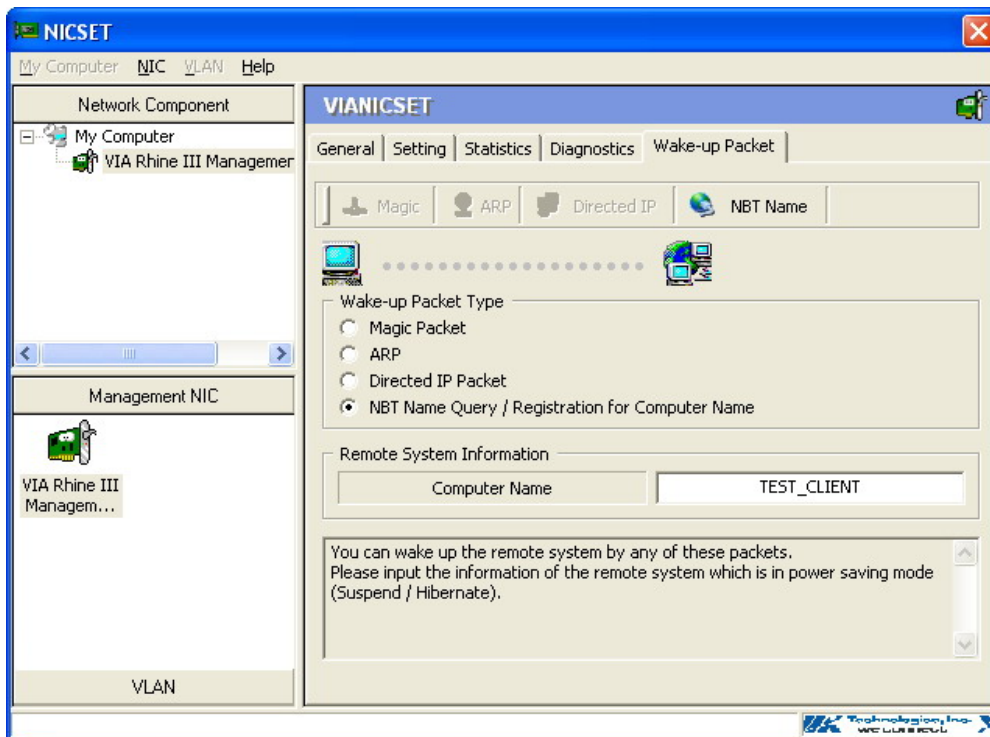 NICSET
My Computer NIC VLAN Help
Network Component
My Computer
VIA Rhine III Managemer
Management NIC
VIA Rhine III
Managem...
VLAN
VIANICSET
General Setting Statistics Diagnostics Wake-up Packet
Magic ARP Directed IP NBT Name
Wake-up Packet Type
Magic Packet
ARP
Directed IP Packet
NBT Name Query / Registration for Computer Name
Remote System Information
Computer Name TEST_CLIENT
You can wake up the remote system by any of these packets.
Please input the information of the remote system which is in power saving mode
(Suspend / Hibernate).
Technologies, Inc.
WE CONNECT